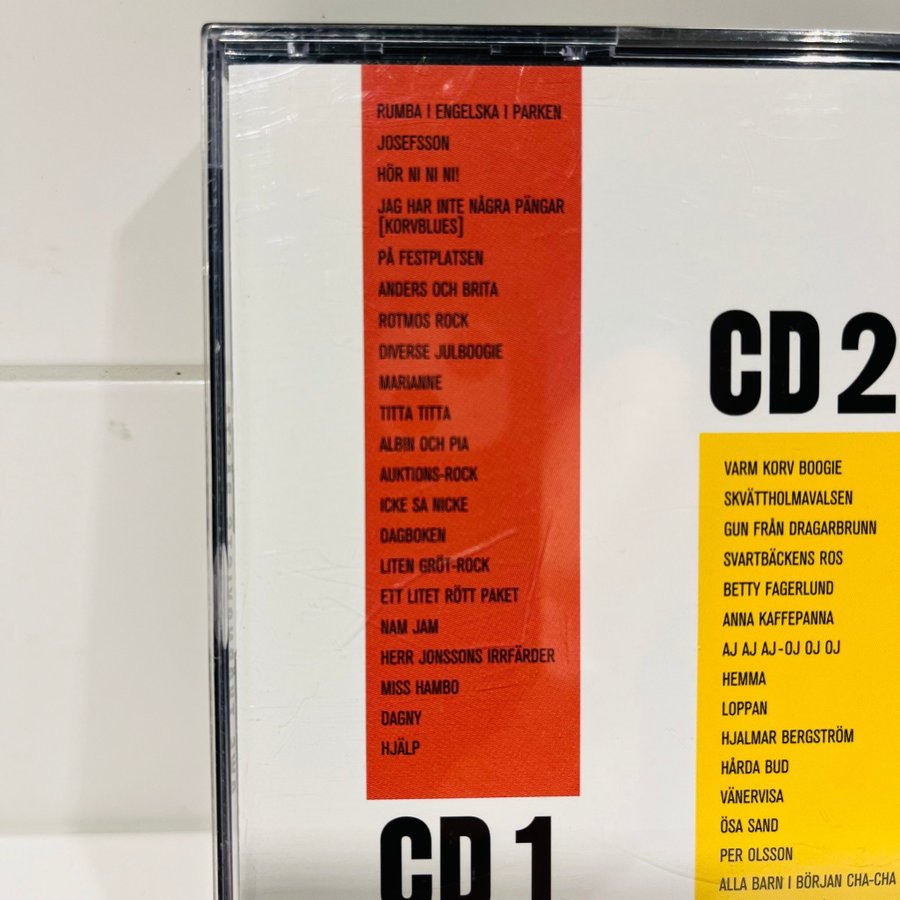 RUMBA I ENGELSKA I PARKEN
JOSEFSSON
HÖR NI NI NI!
JAG HAR INTE NÅGRA PÄNGAR
[KORVBLUES]
PÅ FESTPLATSEN
ANDERS OCH BRITA
ROTMOS ROCK
DIVERSE JULBOOGIE
MARIANNE
TITTA TITTA
ALBIN OCH PIA
AUKTIONS-ROCK
ICKE SA NICKE
DAGBOKEN
LITEN GRÖT-ROCK
ETT LITET RÖTT PAKET
NAM JAM
HERR JONSSONS IRRFÄRDER
MISS HAMBO
DAGNY
HJÄLP
CD 1
CD 2
VARM KORV BOOGIE
SKVÄTTHOLMAVALSEN
GUN FRÅN DRAGARBRUNN
SVARTBÄCKENS ROS
BETTY FAGERLUND
ANNA KAFFEPANNA
AJ AJ AJ-OJ OJ OJ
HEMMA
LOPPAN
HJALMAR BERGSTRÖM
HÅRDA BUD
VÄNERVISA
ÖSA SAND
PER OLSSON
ALLA BARN I BÖRJAN CHA-CHA